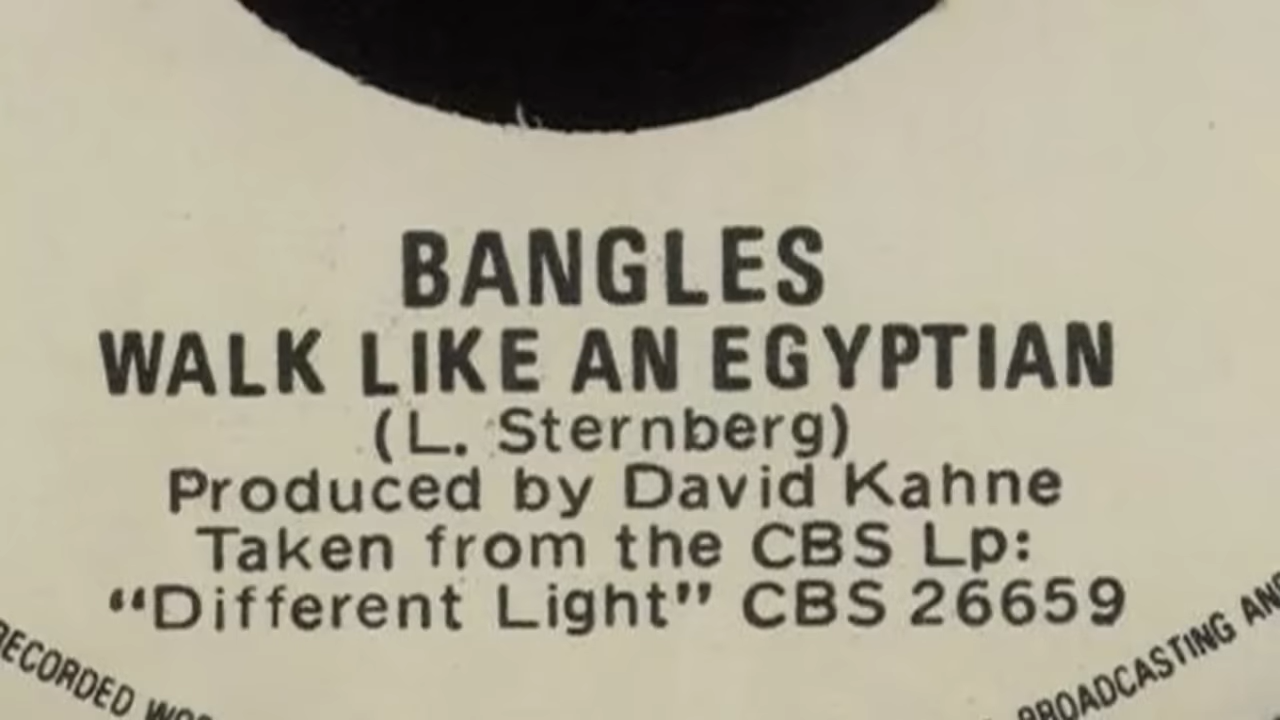 BANGLES
WALK LIKE AN EGYPTIAN
(L. Sternberg)
Produced by David Kahne
Taken from the CBS Lp:
“Different Light” CBS 26659
RECORDED
BROADCASTING AND